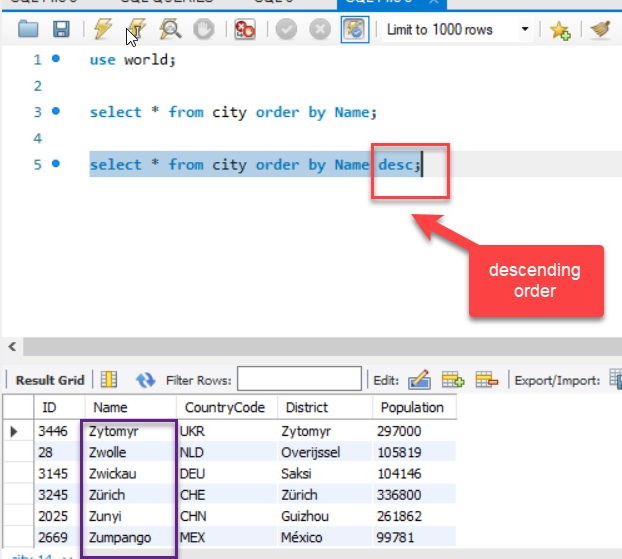 Limit to 1000 rows
1 use world;
2
3 select * from city order by Name;
4
5 select * from city order by Name desc;
descending
order
Result Grid Filter Rows: Edit: Export/Import:
ID Name CountryCode District Population
3446 Zytomyr UKR Zytomyr 297000
28 Zwolle NLD Overijssel 105819
3145 Zwickau DEU Saksi 104146
3245 Zürich CHE Zürich 336800
2025 Zunyi CHN Guizhou 261862
2669 Zumpango MEX México 99781